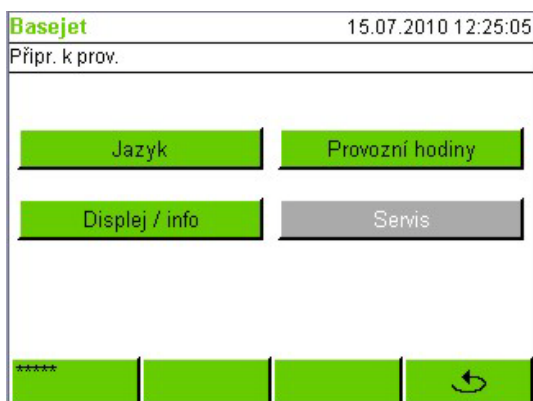 Basejet 15.07.2010 12:25:05
Připr. k prov.
Jazyk Provozní hodiny
Displej / info Servis
*****